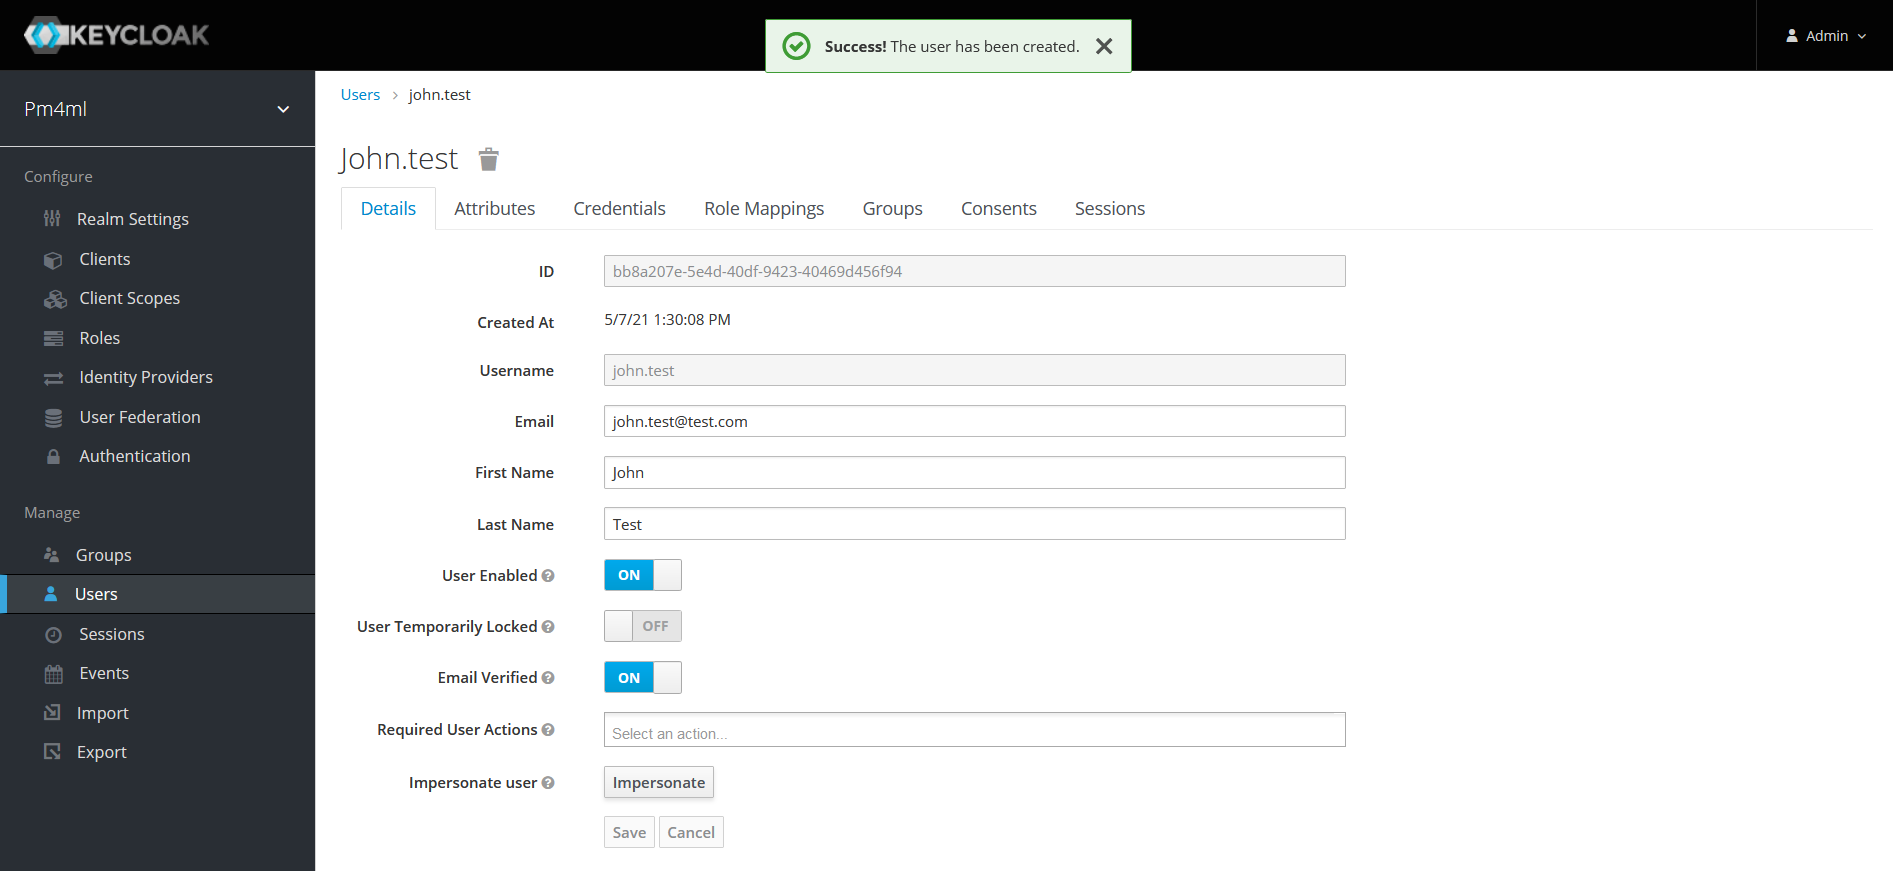 KEYCLOAK
Success! The user has been created.
Admin
Pm4ml
Configure
Realm Settings
Clients
Client Scopes
Roles
Identity Providers
User Federation
Authentication
Manage
Groups
Users
Sessions
Events
Import
Export
Users > john.test
John.test
Details Attributes Credentials Role Mappings Groups Consents Sessions
ID bb8a207e-5e4d-40df-9423-40469d456f94
Created At 5/7/21 1:30:08 PM
Username john.test
Email john.test@test.com
First Name John
Last Name Test
User Enabled ON
User Temporarily Locked OFF
Email Verified ON
Required User Actions Select an action...
Impersonate user Impersonate
Save Cancel